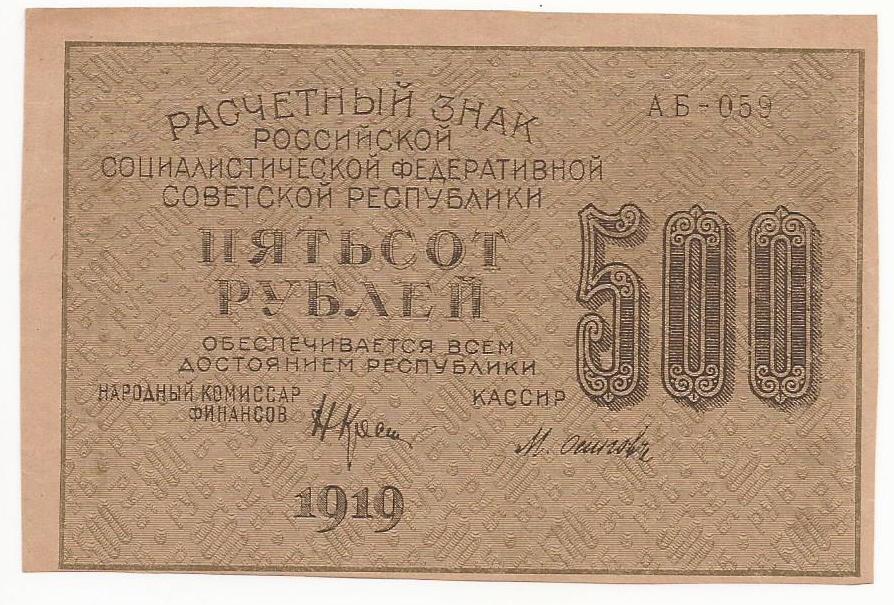 РАСЧЕТНЫЙ ЗНАК
АБ-059
РОССИЙСКОЙ
СОЦИАЛИСТИЧЕСКОЙ ФЕДЕРАТИВНОЙ
СОВЕТСКОЙ РЕСПУБЛИКИ
ПЯТЬСОТ
РУБЛЕЙ
500
ОБЕСПЕЧИВАЕТСЯ ВСЕМ
ДОСТОЯНИЕМ РЕСПУБЛИКИ
НАРОДНЫЙ КОМИССАР
ФИНАНСОВ
КАССИР
М. Осиповъ
1919